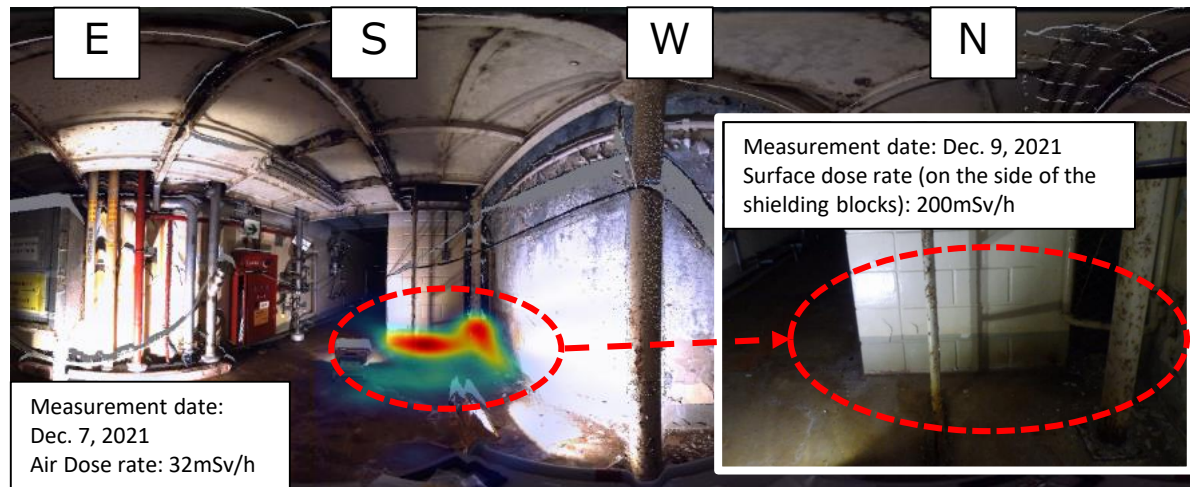 E
S
W
N
Measurement date: Dec. 9, 2021
Surface dose rate (on the side of the
shielding blocks): 200mSv/h
Measurement date:
Dec. 7, 2021
Air Dose rate: 32mSv/h